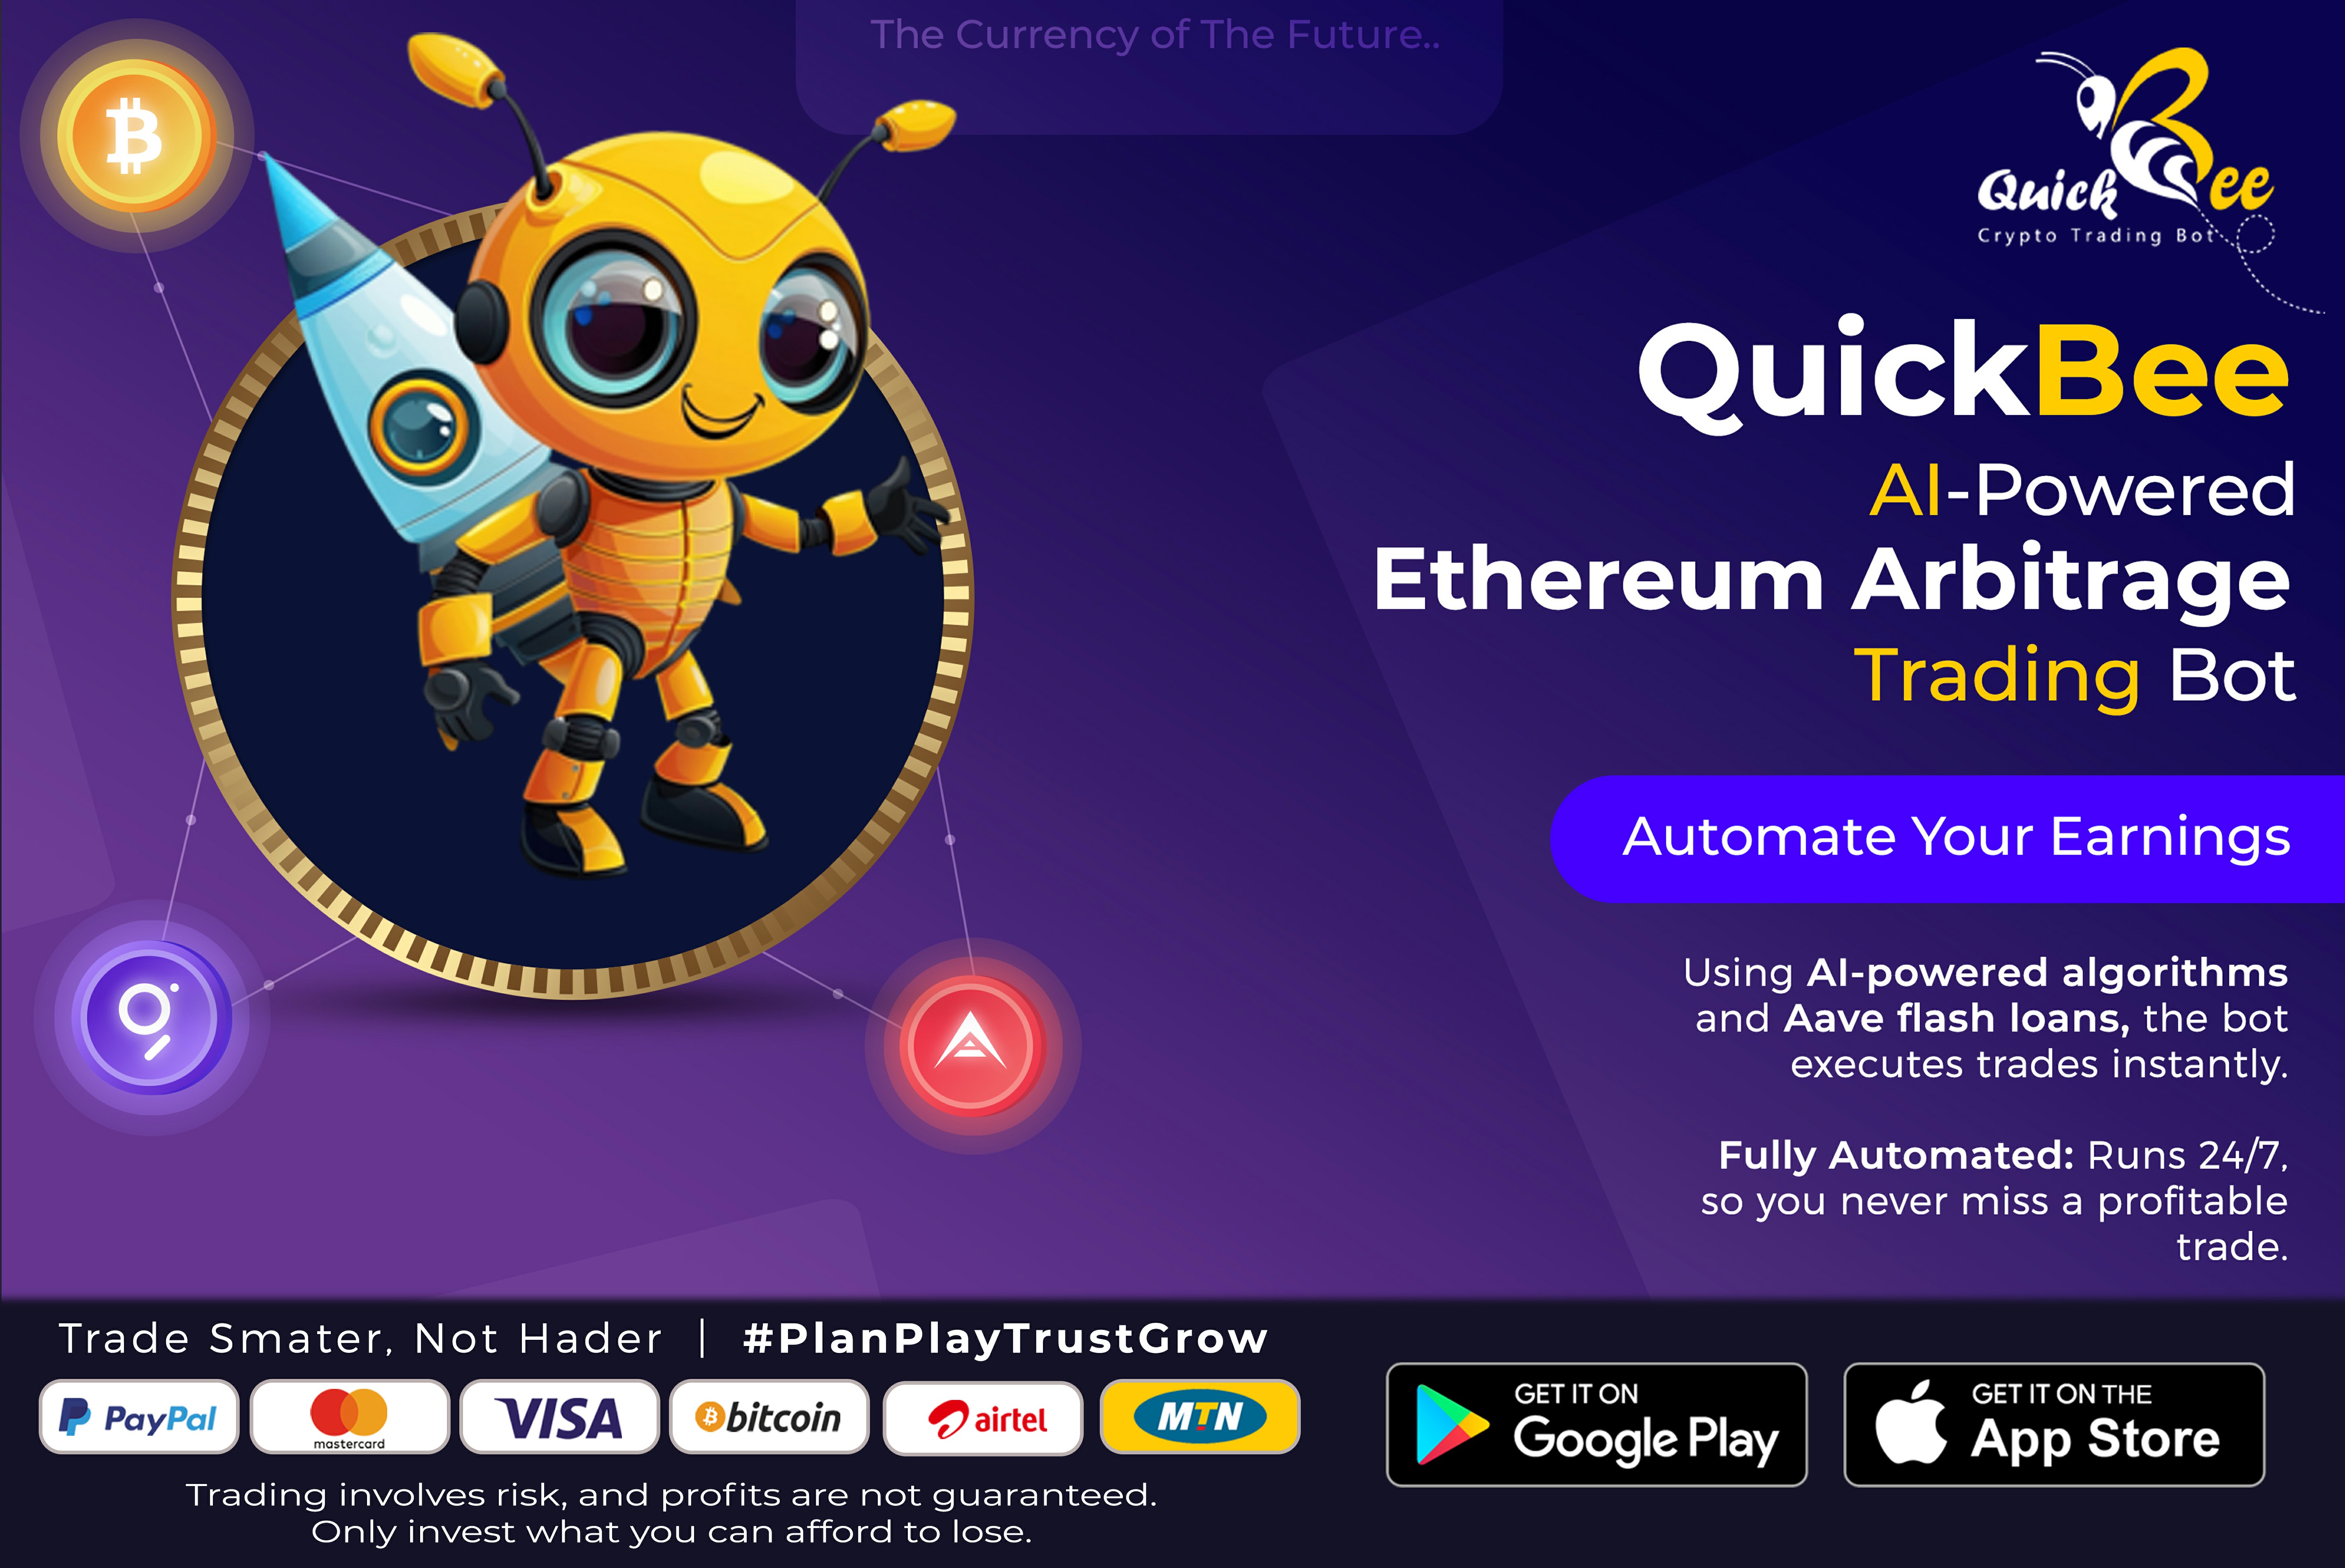 The Currency of The Future..
QuickBee
Crypto Trading Bot
QuickBee
AI-Powered
Ethereum Arbitrage
Trading Bot
Automate Your Earnings
Using AI-powered algorithms
and Aave flash loans, the bot
executes trades instantly.
Fully Automated: Runs 24/7,
so you never miss a profitable
trade.
Trade Smater, Not Hader | #PlanPlayTrustGrow
PayPal
mastercard
VISA
bitcoin
airtel
MTN
GET IT ON
Google Play
GET IT ON THE
App Store
Trading involves risk, and profits are not guaranteed.
Only invest what you can afford to lose.